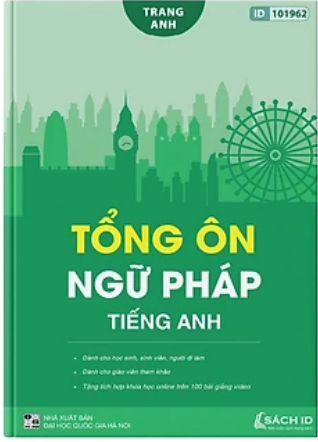 TRANG
ANH
ID 101962
TỔNG ÔN
NGỮ PHÁP
TIẾNG ANH
• Dành cho học sinh, sinh viên, người đi làm
• Dành cho giáo viên tham khảo
• Tặng tích hợp khóa học online trên 100 bài giảng video
NHÀ XUẤT BẢN
ĐẠI HỌC QUỐC GIA HÀ NỘI
SÁCH ID